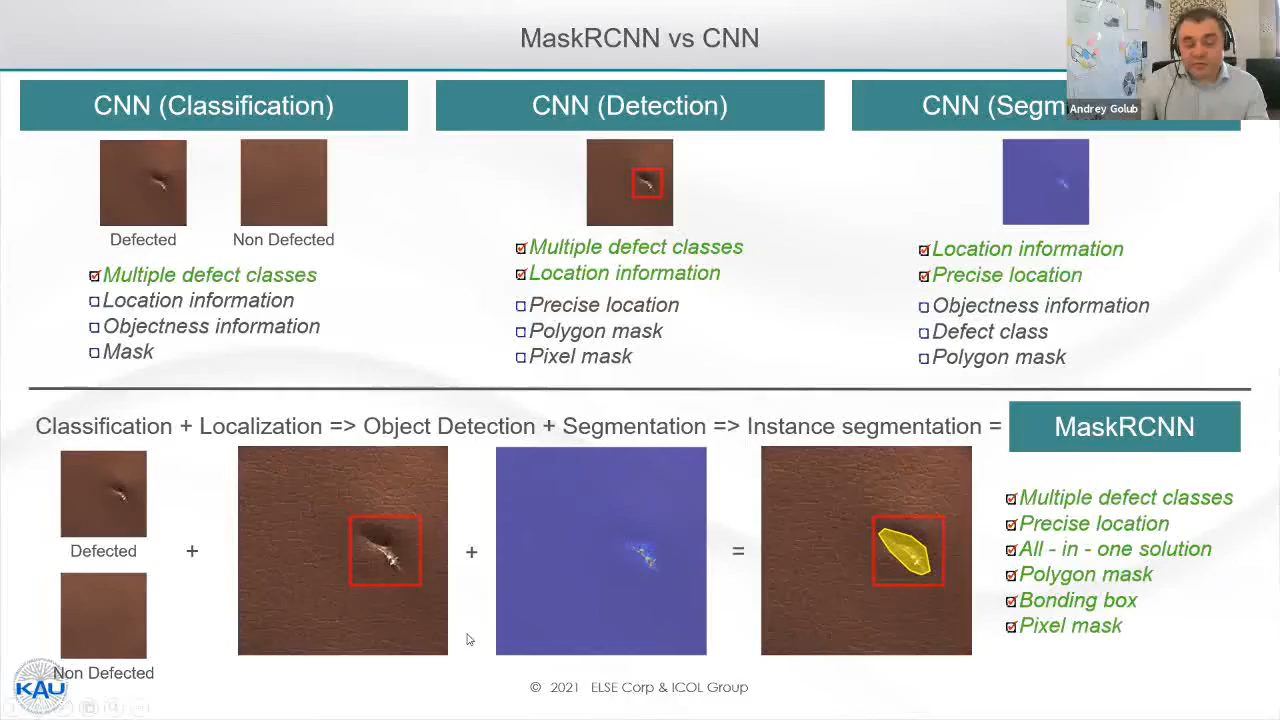 MaskRCNN vs CNN
Andrey Golub
CNN (Classification)
Defected
Non Defected
Multiple defect classes
Location information
Objectness information
Mask
CNN (Detection)
Multiple defect classes
Location information
Precise location
Polygon mask
Pixel mask
CNN (Segm
Location information
Precise location
Objectness information
Defect class
Polygon mask
Classification + Localization => Object Detection + Segmentation => Instance segmentation =
MaskRCNN
Defected
+
+
=
Non Defected
Multiple defect classes
Precise location
All - in - one solution
Polygon mask
Bonding box
Pixel mask
KAU
© 2021 ELSE Corp & ICOL Group